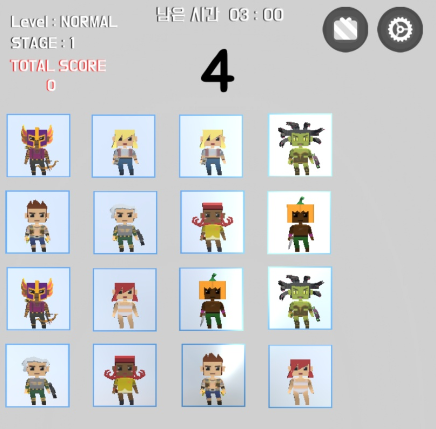 Level : NORMAL
남은 시간 03 : 00
STAGE : 1
TOTAL SCORE
0
4